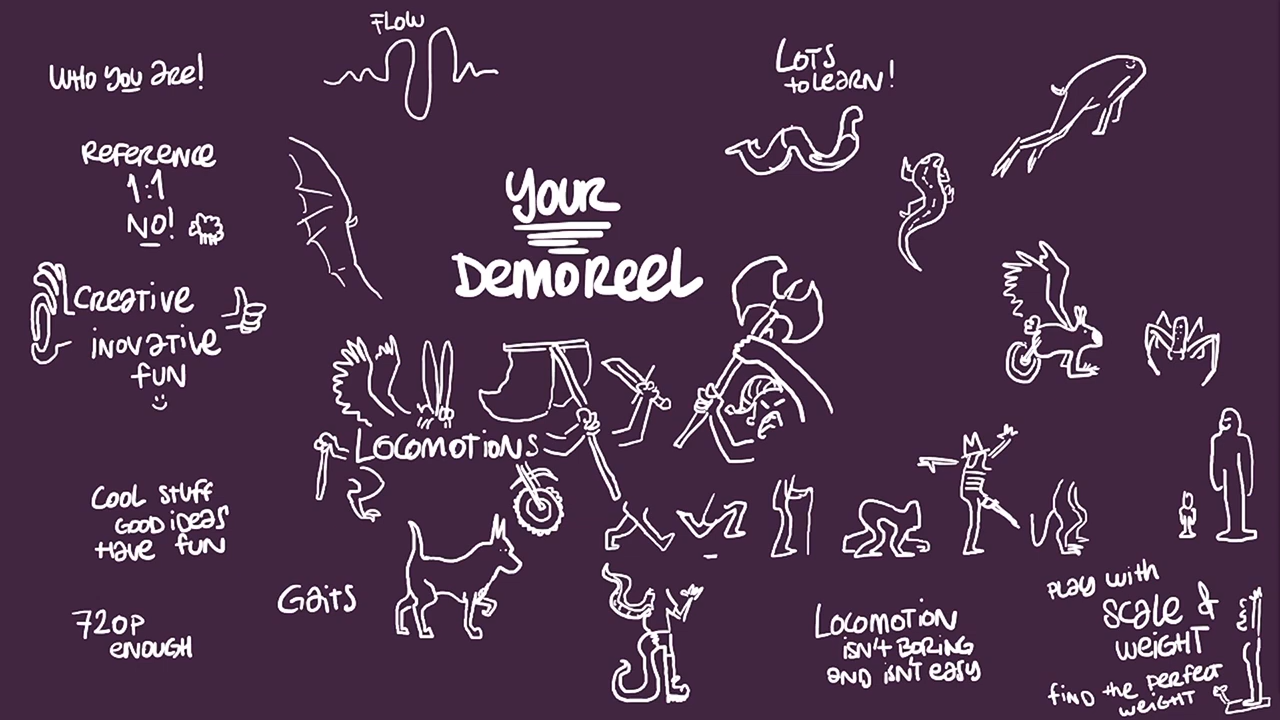 FLOW
WHO YOU are!
LOTS
to LEARN!
REFERENCE
1:1
NO!
YOUR
DEMOREEL
CREATIVE
INOVATIVE
FUN
LOCOMOTIONS
COOL STUFF
GOOD IDEAS
HAVE FUN
GAITS
720P
ENOUGH
LOCOMOTION
ISN'T BORING
AND ISNT EASY
PLAY WITH
SCALE &
WEIGHT
FIND THE PERFECT
WEIGHT